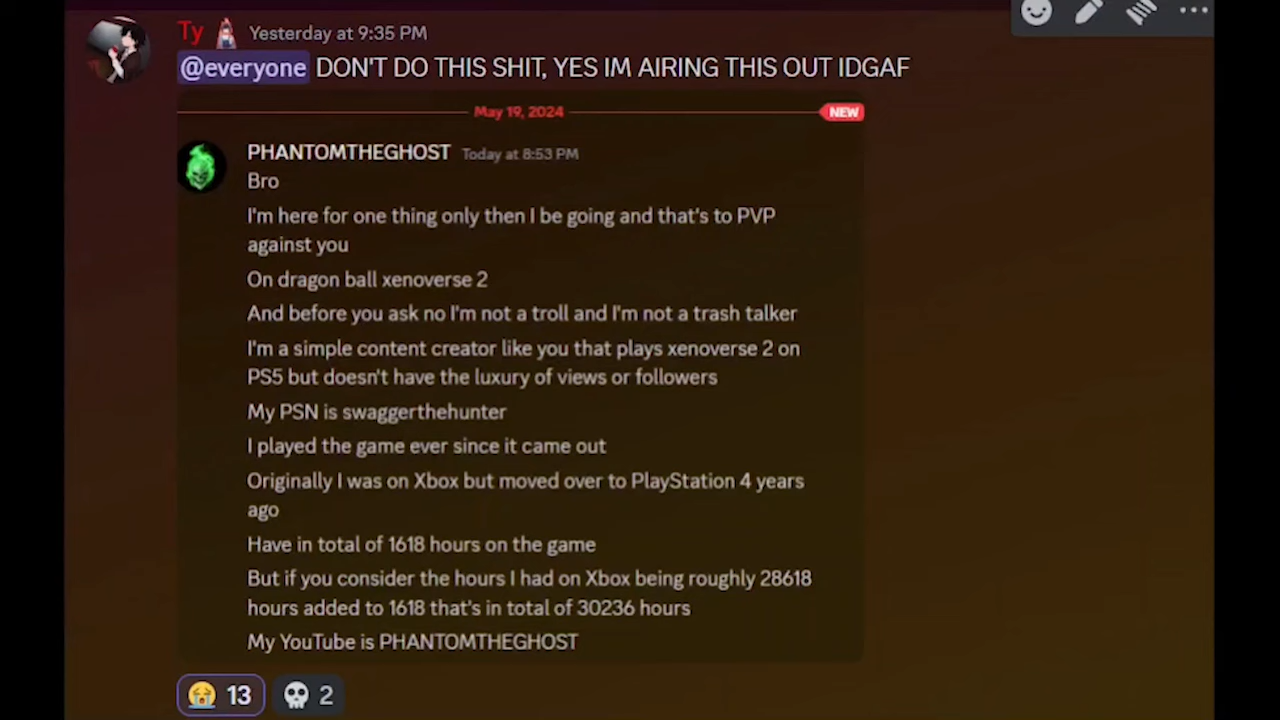 Ty Yesterday at 9:35 PM
@everyone DON'T DO THIS SHIT, YES IM AIRING THIS OUT IDGAF
May 19, 2024 NEW
PHANTOMTHEGHOST Today at 8:53 PM
Bro
I'm here for one thing only then I be going and that's to PVP
against you
On dragon ball xenoverse 2
And before you ask no I'm not a troll and I'm not a trash talker
I'm a simple content creator like you that plays xenoverse 2 on
PS5 but doesn't have the luxury of views or followers
My PSN is swaggerthehunter
I played the game ever since it came out
Originally I was on Xbox but moved over to PlayStation 4 years
ago
Have in total of 1618 hours on the game
But if you consider the hours I had on Xbox being roughly 28618
hours added to 1618 that's in total of 30236 hours
My YouTube is PHANTOMTHEGHOST
13 2